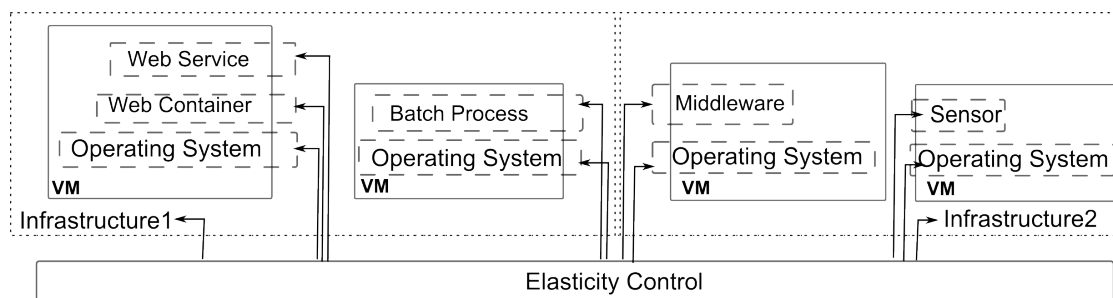 Web Service
Web Container
Operating System
VM
Batch Process
Operating System
VM
Middleware
Operating System
VM
Sensor
Operating System
VM
Infrastructure1
Infrastructure2
Elasticity Control